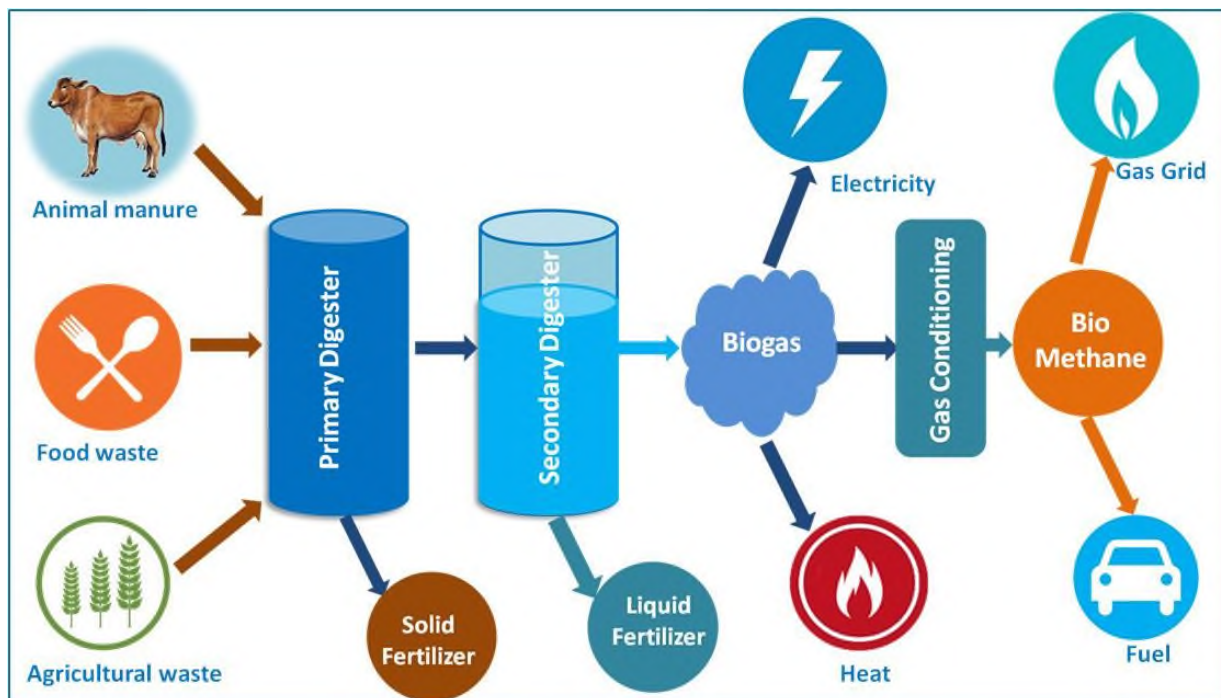 Animal manure
Food waste
Agricultural waste
Primary Digester
Solid
Fertilizer
Secondary Digester
Liquid
Fertilizer
Biogas
Electricity
Heat
Gas Conditioning
Bio
Methane
Gas Grid
Fuel